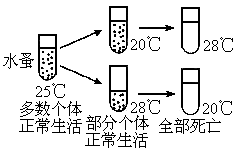 20℃ 28℃
水蚤
25℃ 28℃ 20℃
多数个体 部分个体 全部死亡
正常生活 正常生活